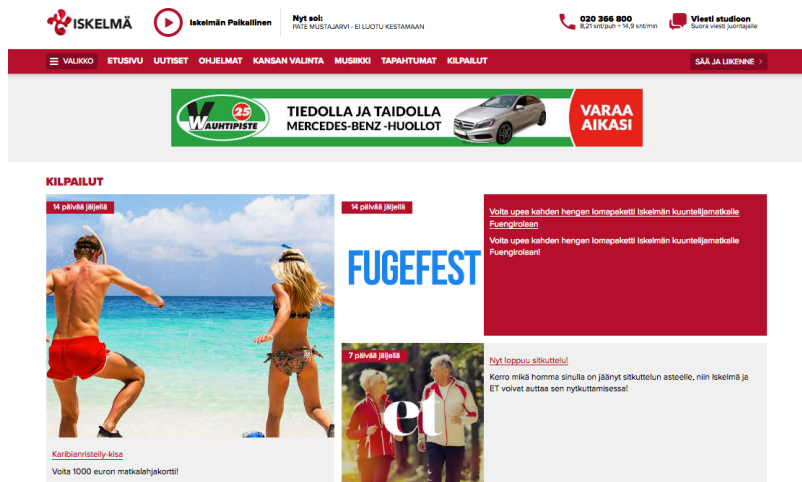 ISKELMÄ
Iskelmän Paikallinen
Nyt soi:
PATE MUSTAJARVI - EI LUOTU KESTAMAAN
020 366 800
8,21 snt/puh + 14,9 snt/min
Viesti studioon
Suora viesti juontajalle
VALIKKO ETUSIVU UUTISET OHJELMAT KANSAN VALINTA MUSIIKKI TAPAHTUMAT KILPAILUT SÄÄ JA LIIKENNE
25
WAUHTIPISTE
TIEDOLLA JA TAIDOLLA
MERCEDES-BENZ -HUOLLOT
VARAA
AIKASI
KILPAILUT
14 päivää jäljellä
Karibianristeily-kisa
Voita 1000 euron matkalahjakortti!
14 päivää jäljellä
FUGEFEST
Voita upea kahden hengen lomapaketti Iskelmän kuuntelijamatkalle
Fuengirolaan
Voita upea kahden hengen lomapaketti Iskelmän kuuntelijamatkalle
Fuengirolaan!
7 päivää jäljellä
et
Nyt loppuu sitkuttelu!
Kerro mikä homma sinulla on jäänyt sitkuttelun asteelle, niin Iskelmä ja
ET voivat auttaa sen nytkuttamisessa!